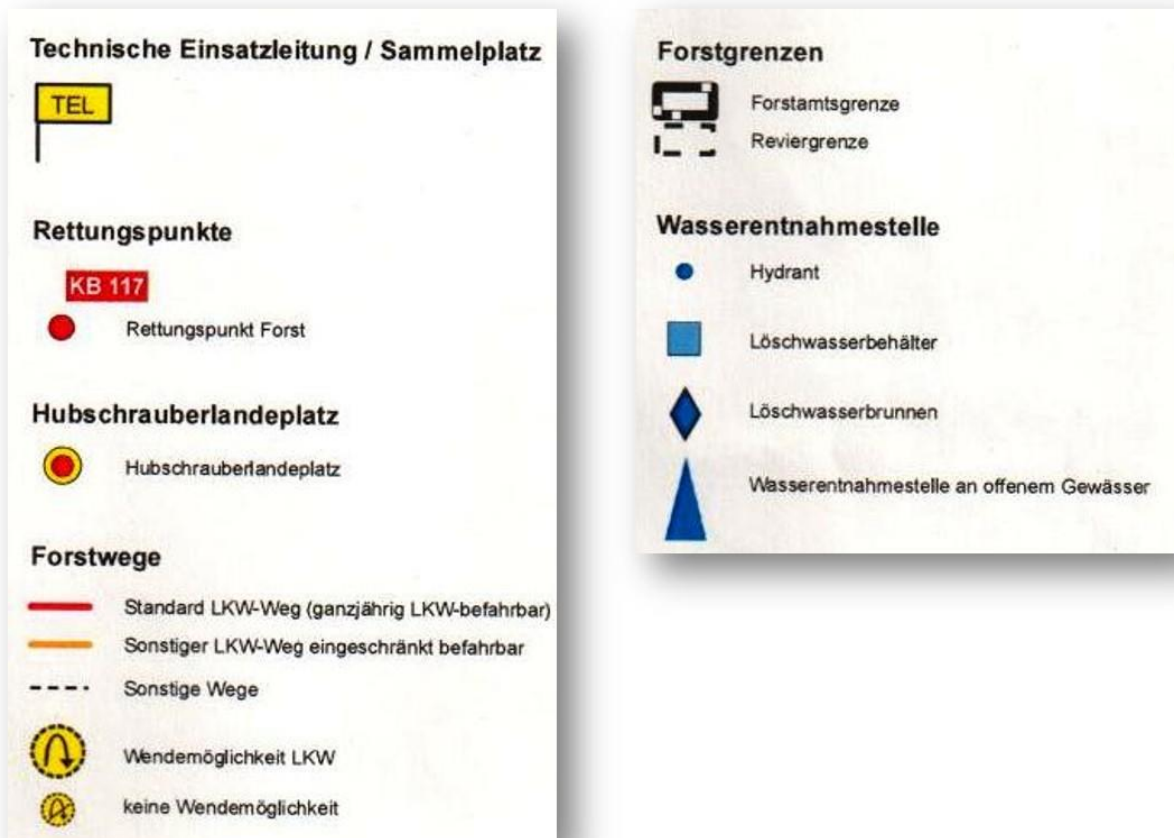 Technische Einsatzleitung / Sammelplatz
TEL
Rettungspunkte
KB 117
Rettungspunkt Forst
Hubschrauberlandeplatz
Hubschrauberlandeplatz
Forstwege
Standard LKW-Weg (ganzjährig LKW-befahrbar)
Sonstiger LKW-Weg eingeschränkt befahrbar
Sonstige Wege
Wendemöglichkeit LKW
keine Wendemöglichkeit
Forstgrenzen
Forstamtsgrenze
Reviergrenze
Wasserentnahmestelle
Hydrant
Löschwasserbehälter
Löschwasserbrunnen
Wasserentnahmestelle an offenem Gewässer